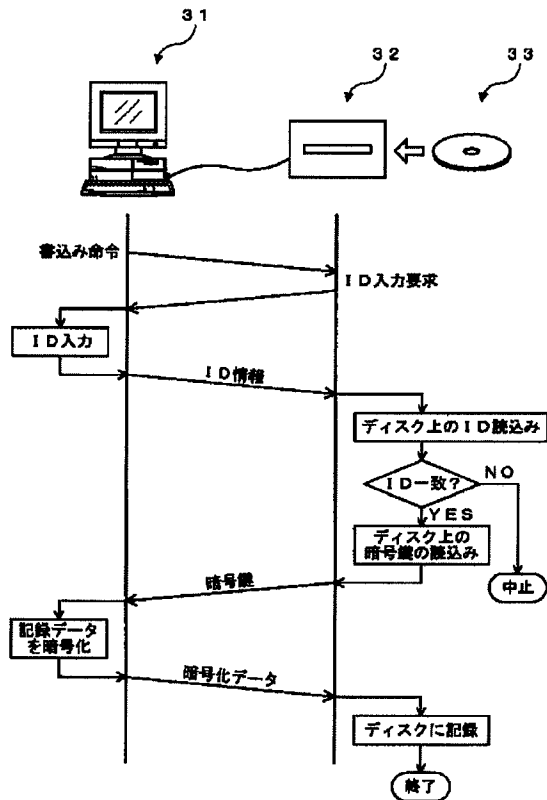 31
32
33
書込み命令
ID入力要求
ID入力
ID情報
ディスク上のID読込み
ID一致?
NO
YES
ディスク上の
暗号鍵の読込み
中止
暗号鍵
記録データ
を暗号化
暗号化データ
ディスクに記録
終了